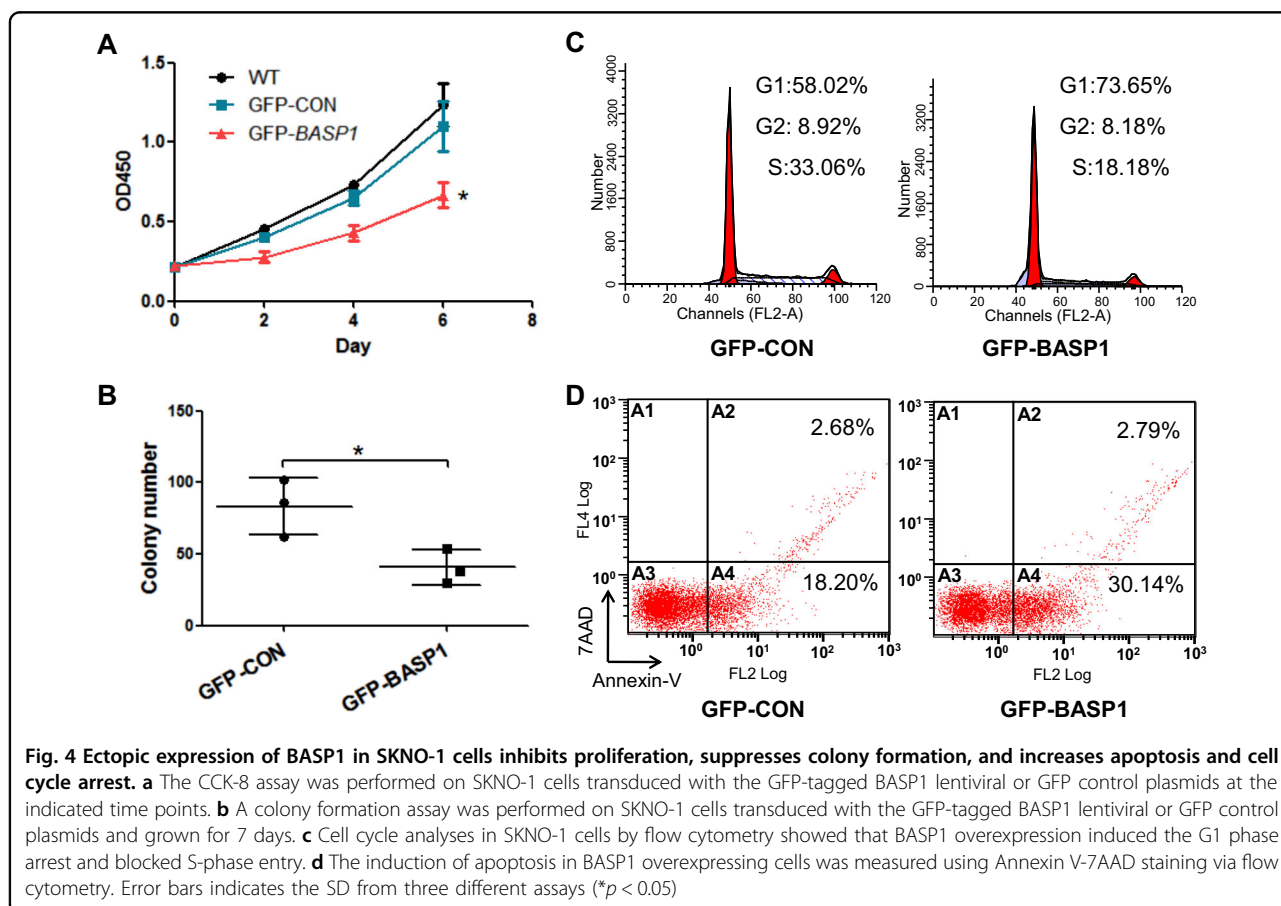 A
1.5
1.0
0.5
0.0
OD450
WT
GFP-CON
GFP-BASP1
*
0 2 4 6 8
Day
B
150
100
50
0
Colony number
*
GFP-CON
GFP-BASP1
C
4000
3200
2400
1600
800
0
Number
G1:58.02%
G2: 8.92%
S:33.06%
0 20 40 60 80 100 120
Channels (FL2-A)
GFP-CON
4000
3200
2400
1600
800
0
Number
G1:73.65%
G2: 8.18%
S:18.18%
0 20 40 60 80 100 120
Channels (FL2-A)
GFP-BASP1
D
10³
10²
10¹
10⁰
FL4 Log
A1
A2
2.68%
A3
A4
18.20%
10⁰ 10¹ 10² 10³
FL2 Log
7AAD
Annexin-V
GFP-CON
10³
10²
10¹
10⁰
A1
A2
2.79%
A3
A4
30.14%
10⁰ 10¹ 10² 10³
FL2 Log
GFP-BASP1
Fig. 4 Ectopic expression of BASP1 in SKNO-1 cells inhibits proliferation, suppresses colony formation, and increases apoptosis and cell
cycle arrest. a The CCK-8 assay was performed on SKNO-1 cells transduced with the GFP-tagged BASP1 lentiviral or GFP control plasmids at the
indicated time points. b A colony formation assay was performed on SKNO-1 cells transduced with the GFP-tagged BASP1 lentiviral or GFP control
plasmids and grown for 7 days. c Cell cycle analyses in SKNO-1 cells by flow cytometry showed that BASP1 overexpression induced the G1 phase
arrest and blocked S-phase entry. d The induction of apoptosis in BASP1 overexpressing cells was measured using Annexin V-7AAD staining via flow
cytometry. Error bars indicates the SD from three different assays (*p < 0.05)